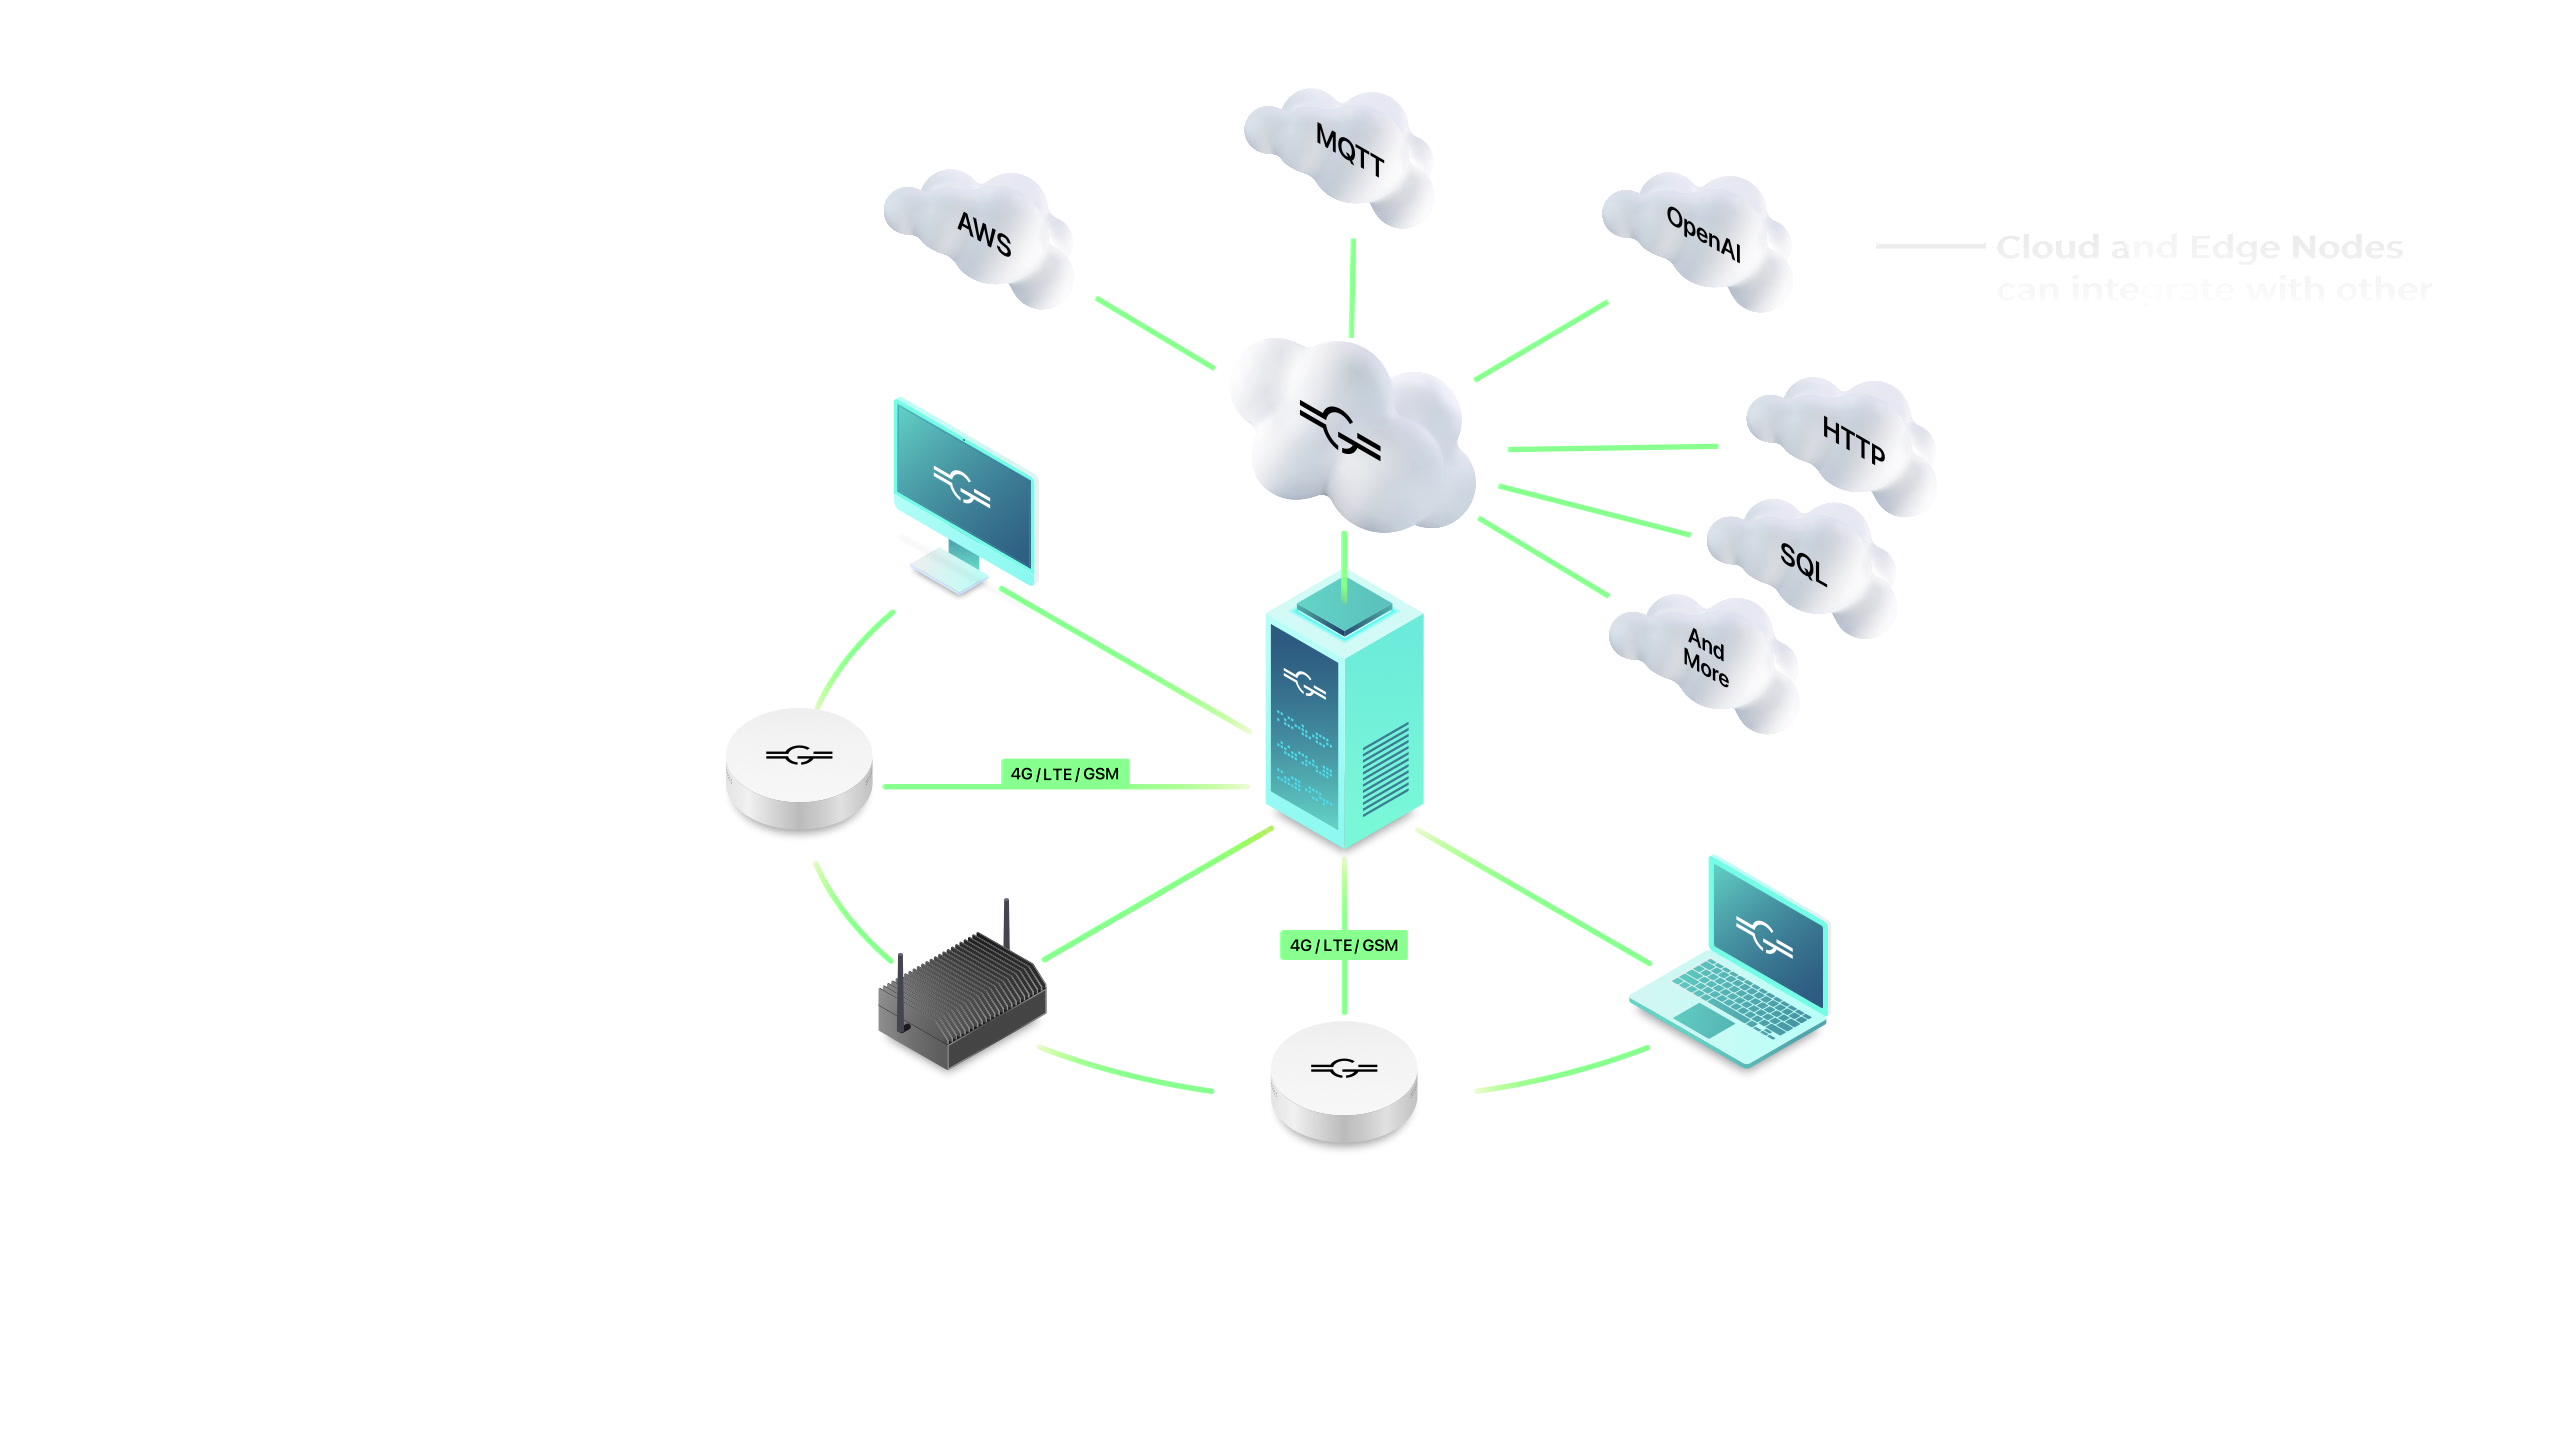 MQTT
AWS
OpenAI
Cloud and Edge Nodes
can integrate with other
HTTP
SQL
And
More
4G/LTE/GSM
4G/LTE/GSM